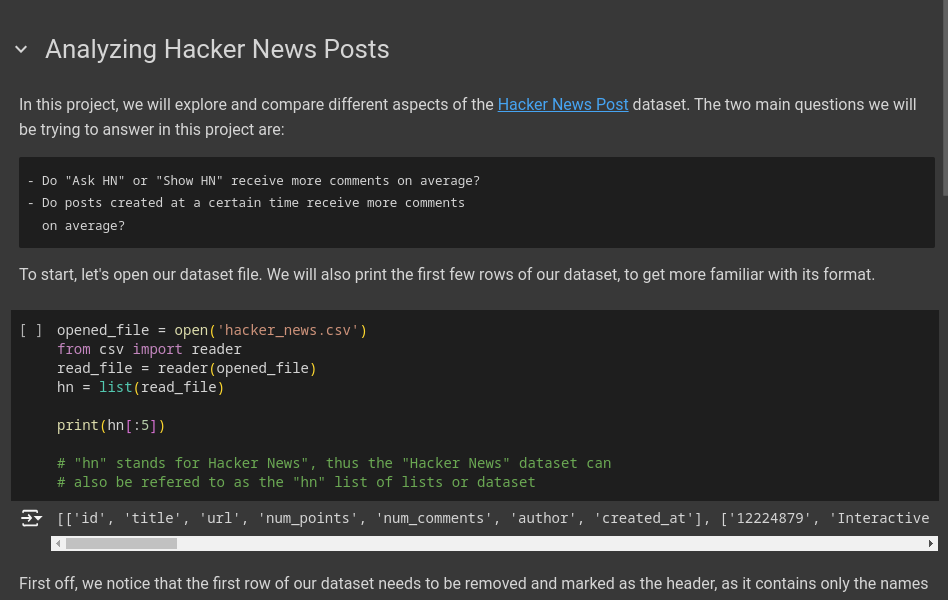 Analyzing Hacker News Posts
In this project, we will explore and compare different aspects of the Hacker News Post dataset. The two main questions we will
be trying to answer in this project are:
- Do "Ask HN" or "Show HN" receive more comments on average?
- Do posts created at a certain time receive more comments
  on average?
To start, let's open our dataset file. We will also print the first few rows of our dataset, to get more familiar with its format.
[ ] opened_file = open('hacker_news.csv')
from csv import reader
read_file = reader(opened_file)
hn = list(read_file)
print(hn[:5])
# "hn" stands for Hacker News", thus the "Hacker News" dataset can
# also be refered to as the "hn" list of lists or dataset
[['id', 'title', 'url', 'num_points', 'num_comments', 'author', 'created_at'], ['12224879', 'Interactive
First off, we notice that the first row of our dataset needs to be removed and marked as the header, as it contains only the names